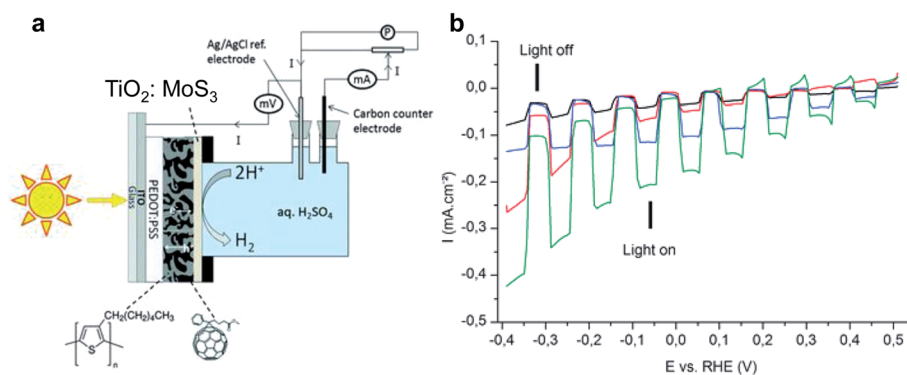 a
Ag/AgCl ref.
electrode
P
I
mA
I
TiO₂: MoS₃
mV
Carbon counter
electrode
I
Glass
ITO
PEDOT:PSS
2H⁺
aq. H₂SO₄
H₂
CH₂(CH₂)₄CH₃
S
n
b
Light off
Light on
I (mA.cm⁻²)
0,1
0,0
-0,1
-0,2
-0,3
-0,4
-0,5
-0,4 -0,3 -0,2 -0,1 0,0 0,1 0,2 0,3 0,4 0,5
E vs. RHE (V)